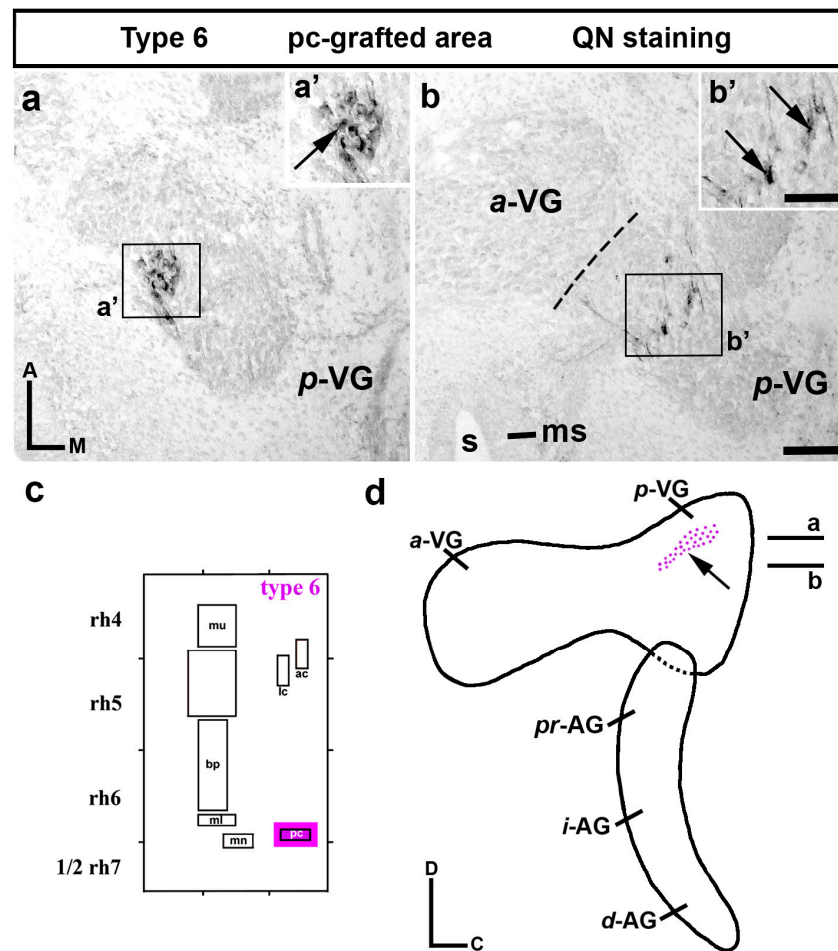 Type 6 pc-grafted area QN staining
a
a'
a'
p-VG
A
M
b
b'
a-VG
b'
p-VG
s
ms
c
type 6
rh4
mu
ac
lc
rh5
bp
rh6
ml
pc
mn
1/2 rh7
d
p-VG
a-VG
a
b
pr-AG
i-AG
d-AG
D
C